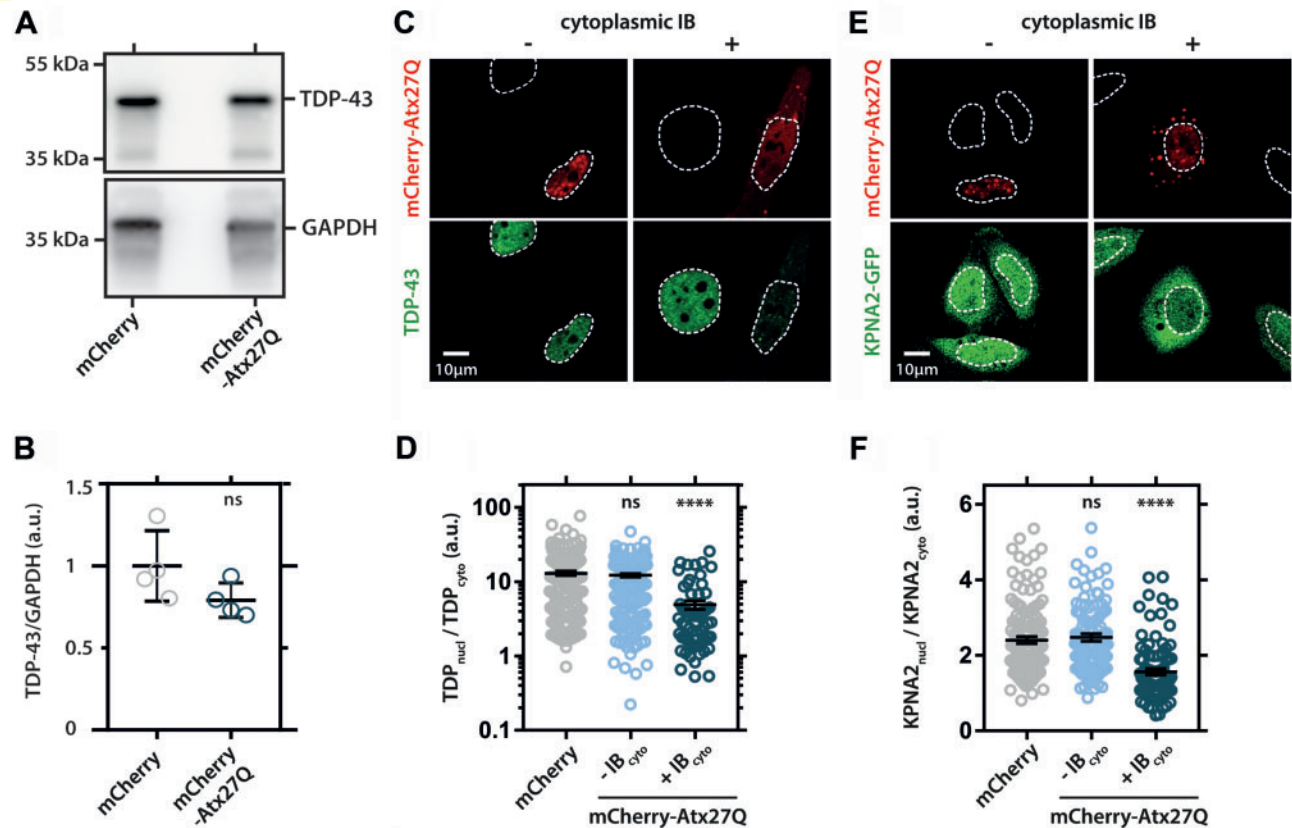 A
55 kDa
TDP-43
35 kDa
35 kDa
GAPDH
mCherry
mCherry
-Atx27Q
B
TDP-43/GAPDH (a.u.)
1.5
1
0.5
0
ns
mCherry
mCherry
-Atx27Q
C
cytoplasmic IB
- +
mCherry-Atx27Q
TDP-43
10μm
D
TDPnucl / TDPcyto (a.u.)
100
10
1
0.1
ns ****
mCherry
- IBcyto
+ IBcyto
mCherry-Atx27Q
E
cytoplasmic IB
- +
mCherry-Atx27Q
KPNA2-GFP
10μm
F
KPNA2nucl / KPNA2cyto (a.u.)
6
4
2
0
ns ****
mCherry
- IBcyto
+ IBcyto
mCherry-Atx27Q